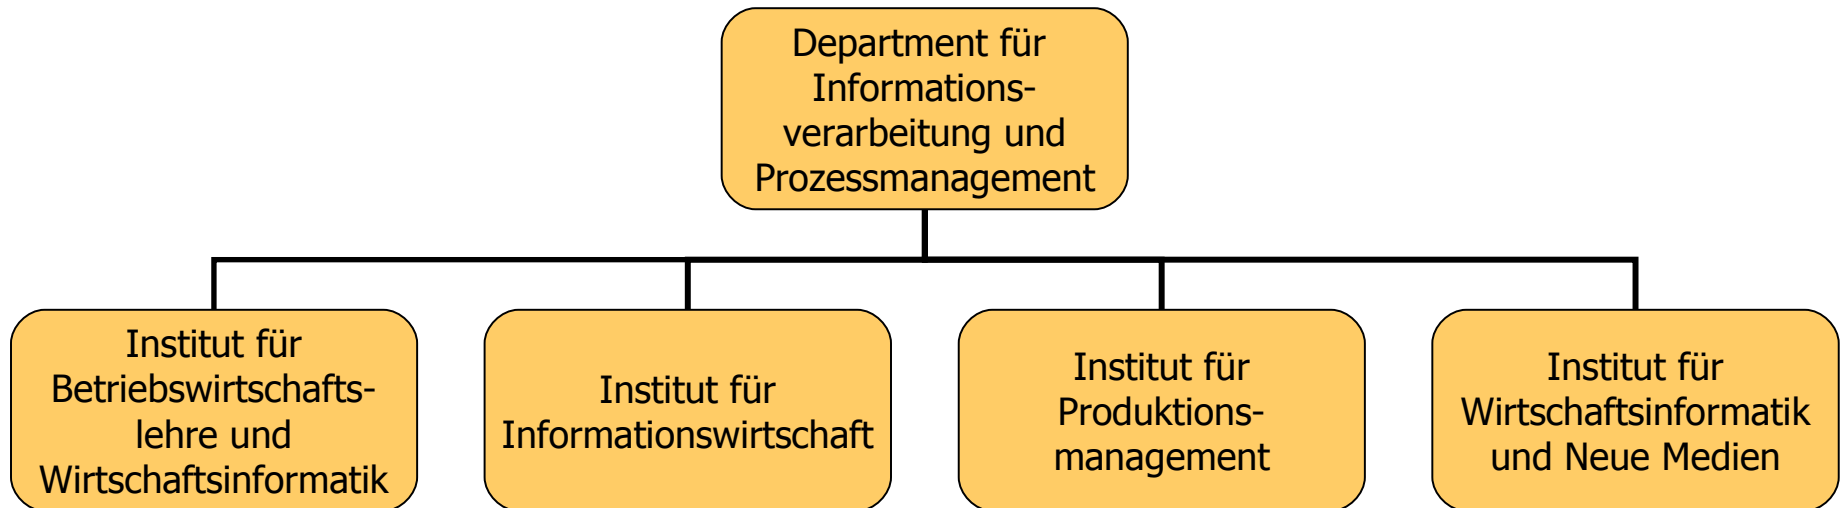 Department für
Informations-
verarbeitung und
Prozessmanagement
Institut für
Betriebswirtschafts-
lehre und
Wirtschaftsinformatik
Institut für
Informationswirtschaft
Institut für
Produktions-
management
Institut für
Wirtschaftsinformatik
und Neue Medien